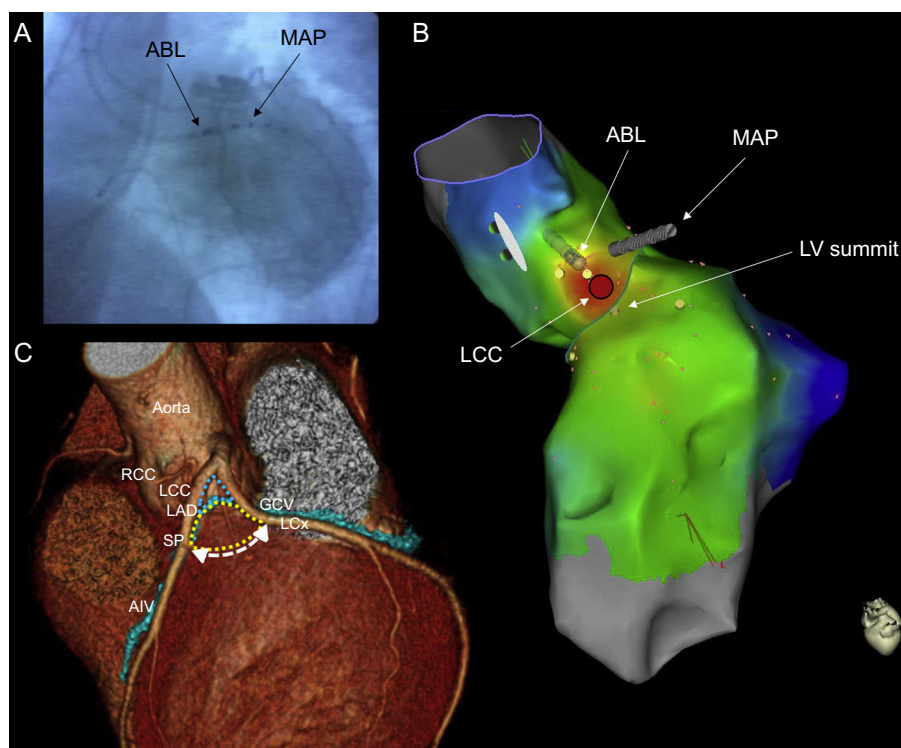 A
ABL
MAP
B
ABL
MAP
LV summit
LCC
C
Aorta
RCC
LCC
LAD
GCV
LCx
SP
AIV
L